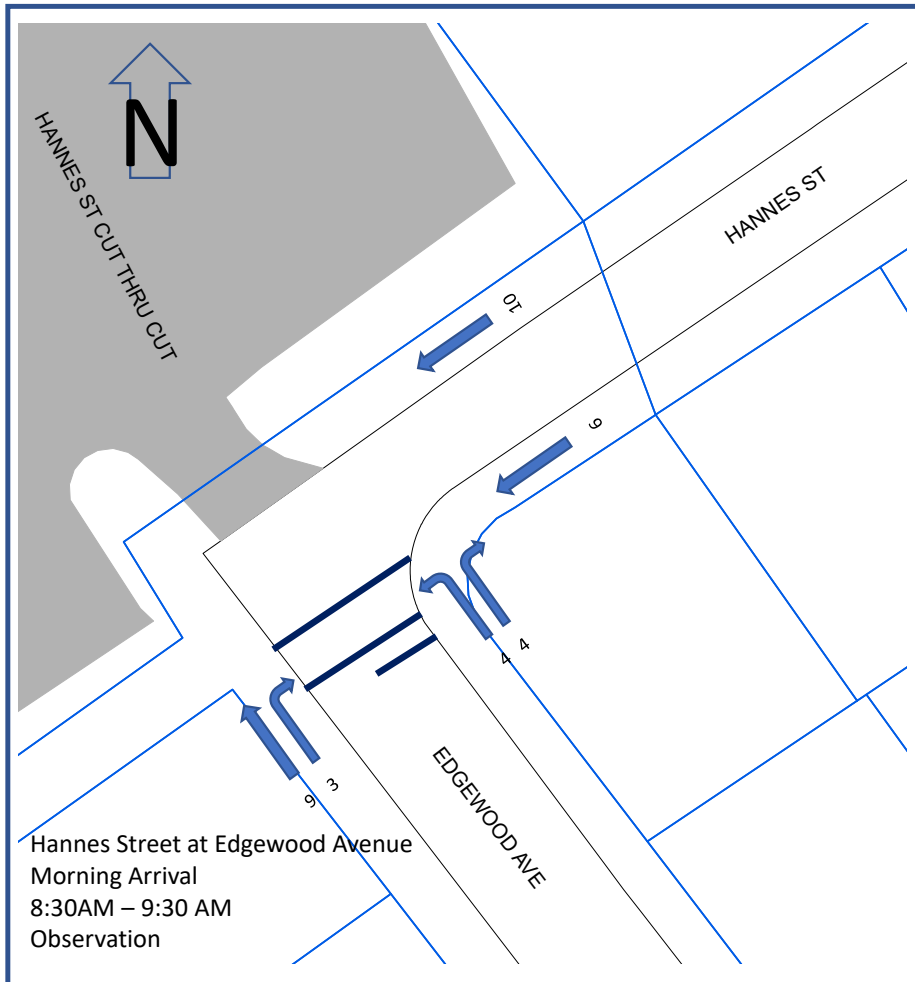 N
HANNES ST CUT THRU CUT
HANNES ST
10
9
4
4
3
9
EDGEWOOD AVE
Hannes Street at Edgewood Avenue
Morning Arrival
8:30AM – 9:30 AM
Observation